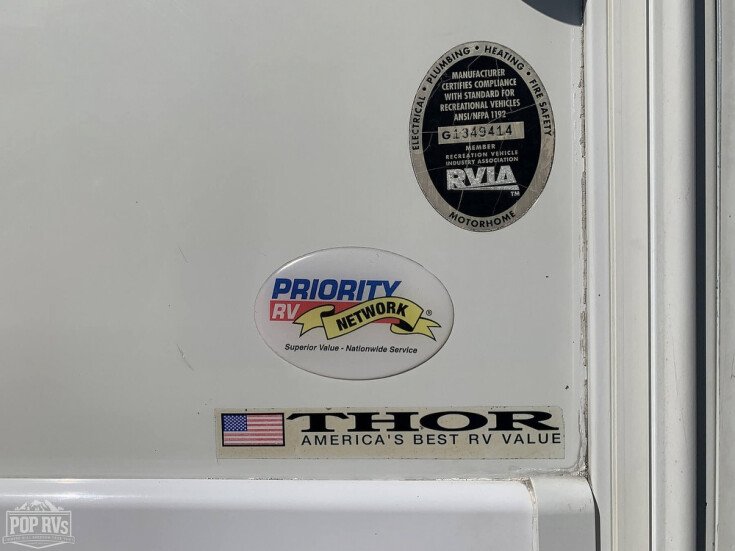 ELECTRICAL • PLUMBING • HEATING • FIRE SAFETY
MANUFACTURER
CERTIFIES COMPLIANCE
WITH STANDARD FOR
RECREATIONAL VEHICLES
ANSI/NFPA 1192
G1349414
MEMBER
RECREATION VEHICLE
INDUSTRY ASSOCIATION
RVIA
TM
MOTORHOME
PRIORITY
RV
NETWORK
®
Superior Value - Nationwide Service
THOR
AMERICA'S BEST RV VALUE
POP RVs